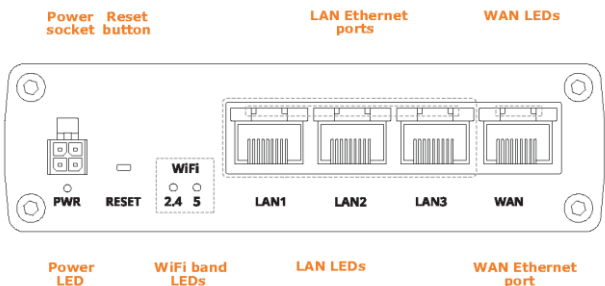 Power Reset LAN Ethernet WAN LEDs
socket button ports
WiFi
2.4 5
PWR RESET LAN1 LAN2 LAN3 WAN
Power WiFi band LAN LEDs WAN Ethernet
LED LEDs port